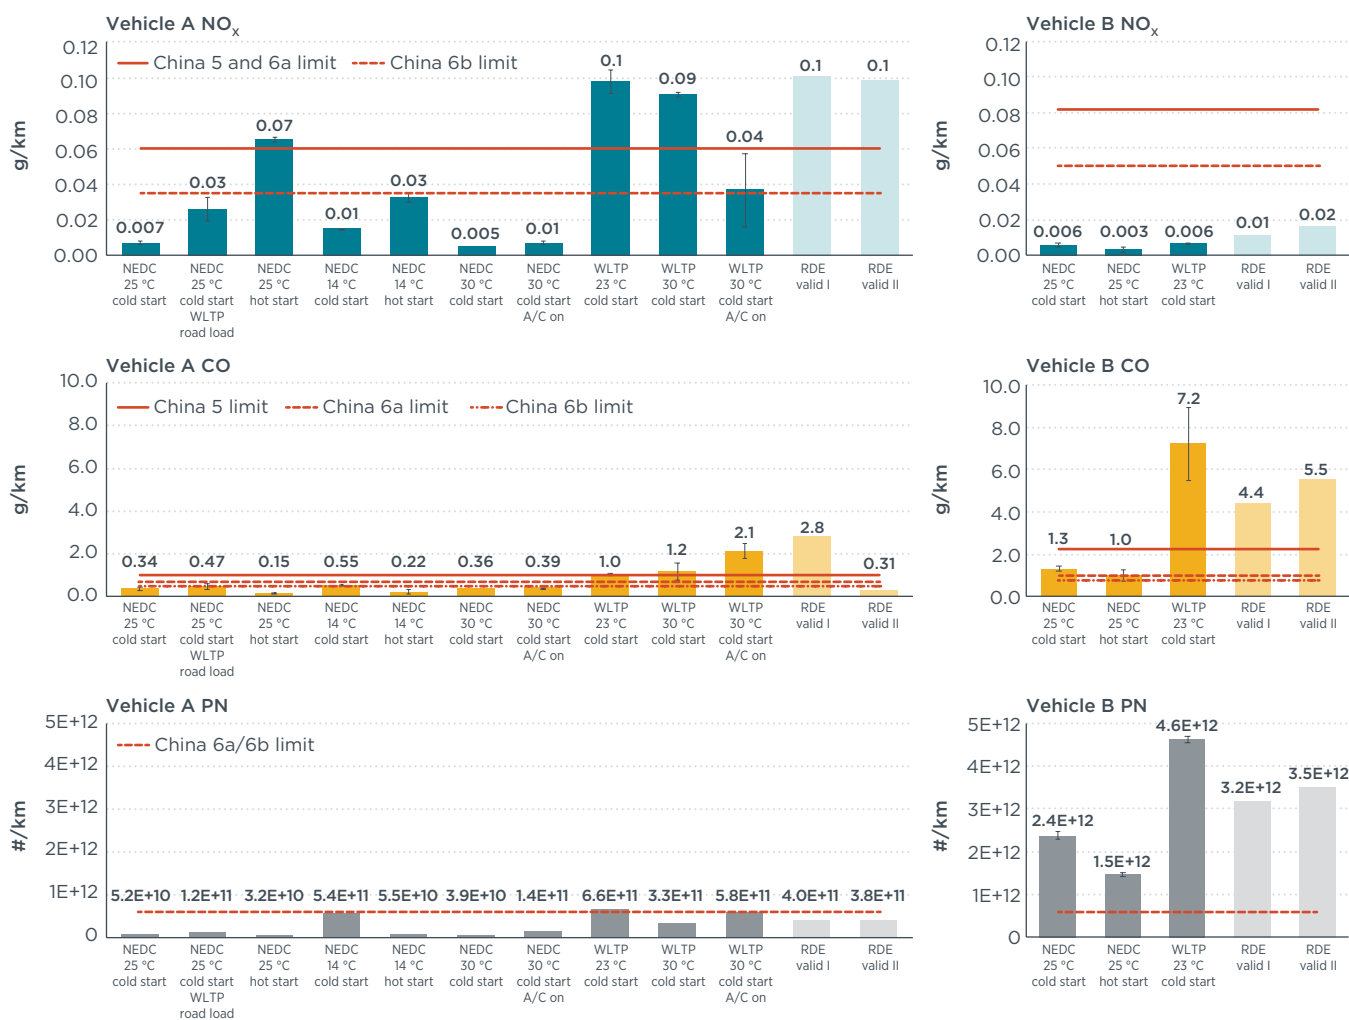 Vehicle A NOx
g/km
0.12
0.10
0.08
0.06
0.04
0.02
0.00
China 5 and 6a limit
China 6b limit
0.007
0.03
0.07
0.01
0.03
0.005
0.01
0.1
0.09
0.04
0.1
0.1
NEDC 25 °C cold start
NEDC 25 °C cold start WLTP road load
NEDC 25 °C hot start
NEDC 14 °C cold start
NEDC 14 °C hot start
NEDC 30 °C cold start
NEDC 30 °C cold start A/C on
WLTP 23 °C cold start
WLTP 30 °C cold start
WLTP 30 °C cold start A/C on
RDE valid I
RDE valid II
Vehicle B NOx
g/km
0.12
0.10
0.08
0.06
0.04
0.02
0.00
0.006
0.003
0.006
0.01
0.02
NEDC 25 °C cold start
NEDC 25 °C hot start
WLTP 23 °C cold start
RDE valid I
RDE valid II
Vehicle A CO
g/km
10.0
8.0
6.0
4.0
2.0
0.0
China 5 limit
China 6a limit
China 6b limit
0.34
0.47
0.15
0.55
0.22
0.36
0.39
1.0
1.2
2.1
2.8
0.31
NEDC 25 °C cold start
NEDC 25 °C cold start WLTP road load
NEDC 25 °C hot start
NEDC 14 °C cold start
NEDC 14 °C hot start
NEDC 30 °C cold start
NEDC 30 °C cold start A/C on
WLTP 23 °C cold start
WLTP 30 °C cold start
WLTP 30 °C cold start A/C on
RDE valid I
RDE valid II
Vehicle B CO
g/km
10.0
8.0
6.0
4.0
2.0
0.0
1.3
1.0
7.2
4.4
5.5
NEDC 25 °C cold start
NEDC 25 °C hot start
WLTP 23 °C cold start
RDE valid I
RDE valid II
Vehicle A PN
#/km
5E+12
4E+12
3E+12
2E+12
1E+12
0
China 6a/6b limit
5.2E+10
1.2E+11
3.2E+10
5.4E+11
5.5E+10
3.9E+10
1.4E+11
6.6E+11
3.3E+11
5.8E+11
4.0E+11
3.8E+11
NEDC 25 °C cold start
NEDC 25 °C cold start WLTP road load
NEDC 25 °C hot start
NEDC 14 °C cold start
NEDC 14 °C hot start
NEDC 30 °C cold start
NEDC 30 °C cold start A/C on
WLTP 23 °C cold start
WLTP 30 °C cold start
WLTP 30 °C cold start A/C on
RDE valid I
RDE valid II
Vehicle B PN
#/km
5E+12
4E+12
3E+12
2E+12
1E+12
0
2.4E+12
1.5E+12
4.6E+12
3.2E+12
3.5E+12
NEDC 25 °C cold start
NEDC 25 °C hot start
WLTP 23 °C cold start
RDE valid I
RDE valid II